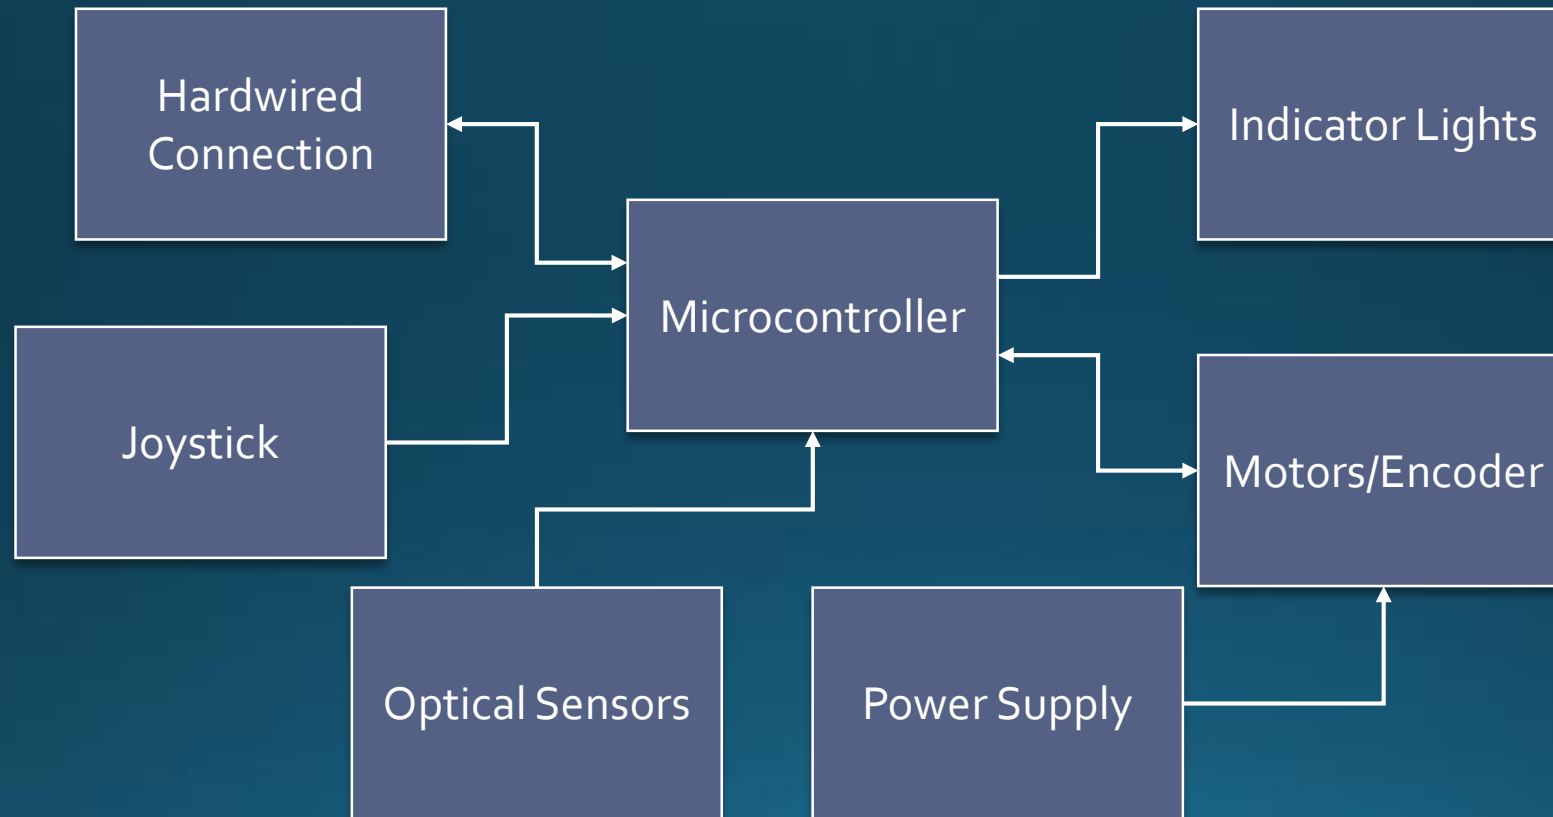 Hardwired
Connection
Indicator Lights
Microcontroller
Joystick
Motors/Encoder
Optical Sensors
Power Supply